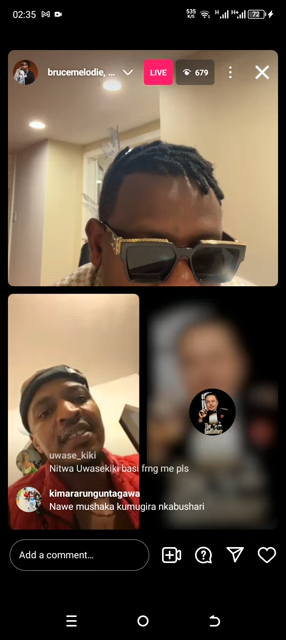 02:35
535
K/S
72
brucemelodie, ...
LIVE
679
uwase_kiki
Nitwa Uwasekiki basi frng me pls
kimararunguntagawa
Nawe mushaka kumugira nkabushari
Add a comment...